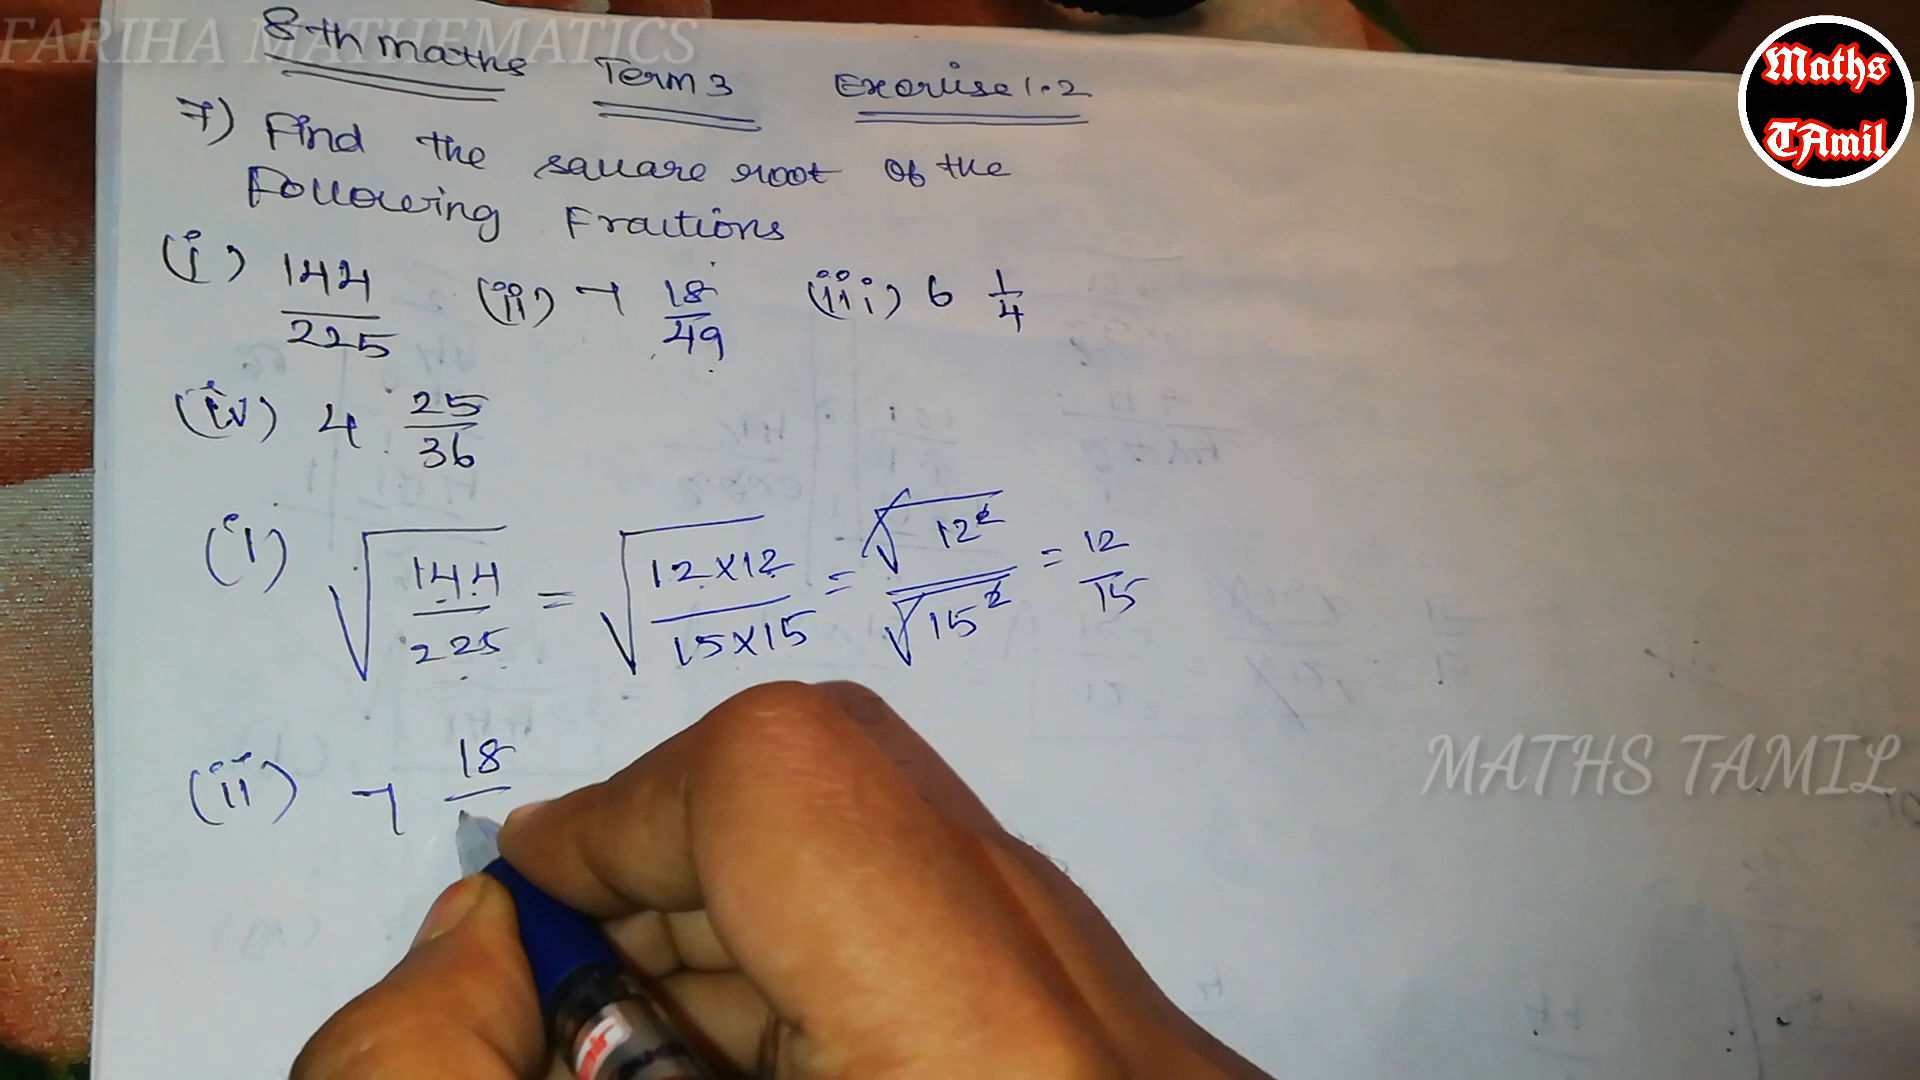 FARIHA MATHEMATICS
Maths
TAmil
8th maths Term 3 Exercise 1.2
7) Find the square root of the
Following Fractions
(i) 144/225 (ii) 7 18/49 (iii) 6 1/4
(iv) 4 25/36
(i) √(144/225) = √(12×12/15×15) = √12²/√15² = 12/15
(ii) 7 18
MATHS TAMIL